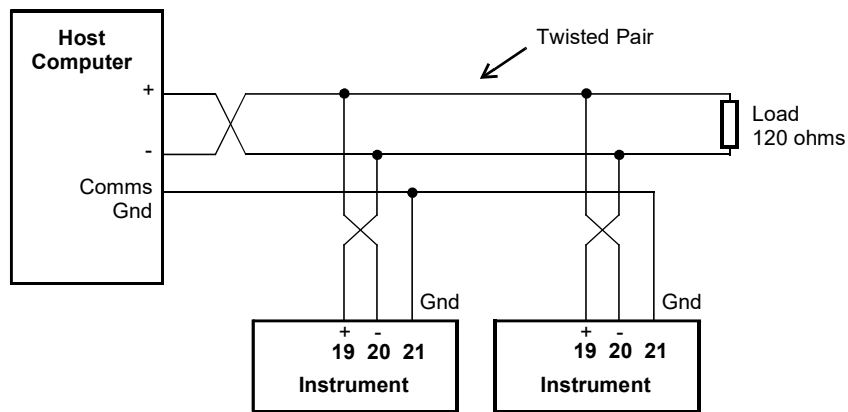 Host
Computer
+
-
Comms
Gnd
Twisted Pair
Load
120 ohms
Gnd
+ -
19 20 21
Instrument
Gnd
+ -
19 20 21
Instrument